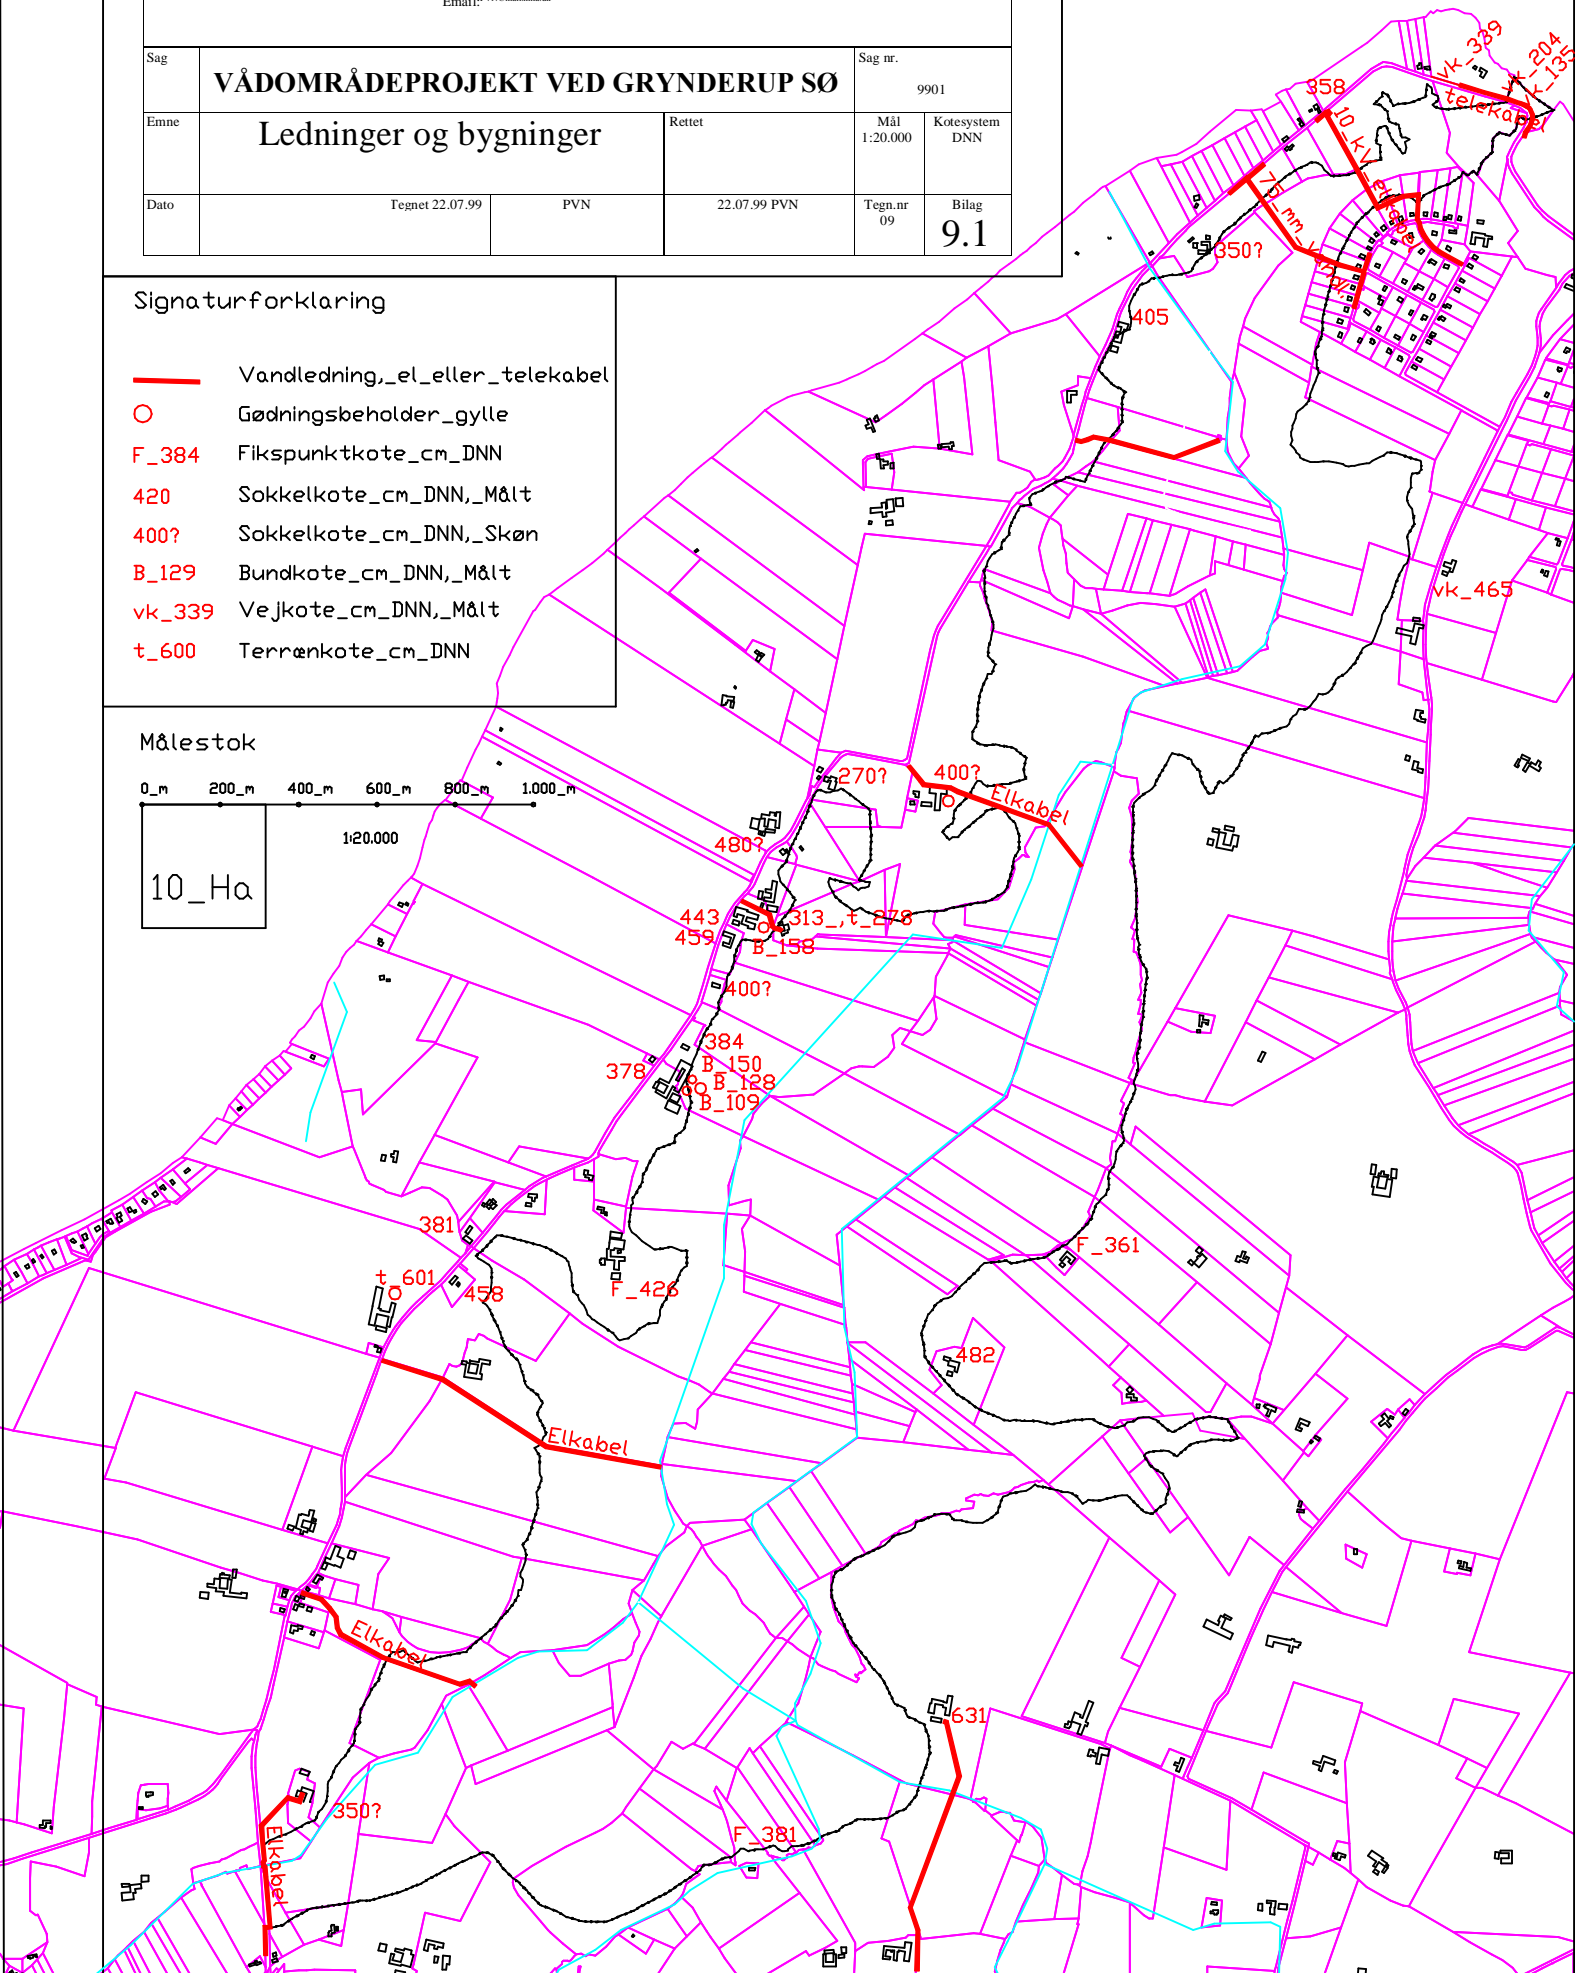 Email:
Sag
VÅDOMRÅDEPROJEKT VED GRYNDERUP SØ
Sag nr.
9901
Emne
Ledninger og bygninger
Rettet
Mål
1:20.000
Kotesystem
DNN
Dato
Tegnet 22.07.99
PVN
22.07.99 PVN
Tegn.nr
09
Bilag
9.1
Signaturforklaring
Vandledning,_el_eller_telekabel
Gødningsbeholder_gylle
F_384 Fikspunktkote_cm_DNN
420 Sokkelkote_cm_DNN,_Målt
400? Sokkelkote_cm_DNN,_Skøn
B_129 Bundkote_cm_DNN,_Målt
vk_339 Vejkote_cm_DNN,_Målt
t_600 Terrænkote_cm_DNN
Målestok
0_m 200_m 400_m 600_m 800_m 1.000_m
1:20.000
10_Ha
vk_339
vk_204
vk_135
telekabel
358
10_kV_elkabel
75_mm_vandl.
350?
405
vk_465
270?
400?
Elkabel
480?
443
313_,t_278
459
B_158
400?
384
378
B_150
B_128
B_109
381
F_361
t_601
458
F_426
482
Elkabel
Elkabel
631
350?
F_381
Elkabel